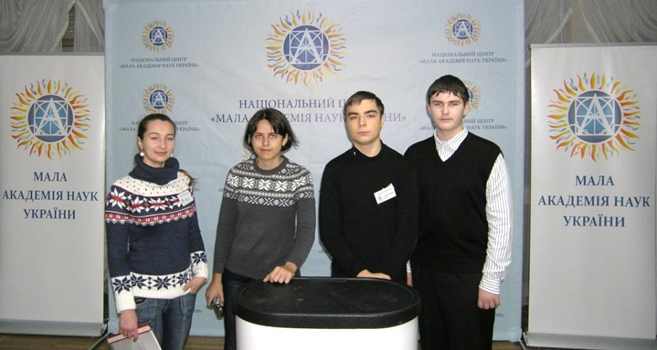 МАЛА
АКАДЕМІЯ НАУК
УКРАЇНИ
НАЦІОНАЛЬНИЙ ЦЕНТР
«МАЛА АКАДЕМІЯ НАУК УКРАЇНИ»
НАЦІОНАЛЬНИЙ ЦЕНТР
«МАЛА АКАДЕМІЯ НАУК УКРАЇНИ»
НАЦІОНАЛЬНИЙ ЦЕ
«МАЛА АКАДЕМІЯ НАУК УКРАЇНИ»
МАЛА
АКАДЕМІЯ НАУК
УКРАЇНИ